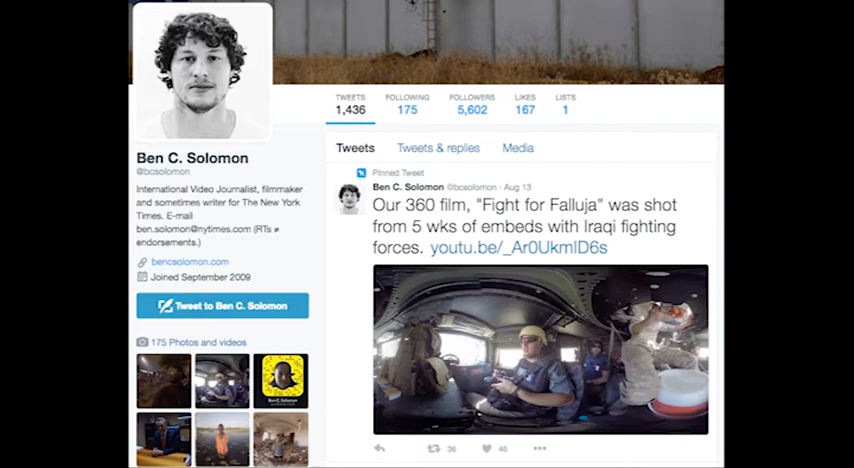 TWEETS FOLLOWING FOLLOWERS LIKES LISTS
1,436 175 5,602 167 1
Ben C. Solomon
@bcsolomon
International Video Journalist, filmmaker
and sometimes writer for The New York
Times. E-mail
ben.solomon@nytimes.com (RTs ≠
endorsements.)
bencsolomon.com
Joined September 2009
Tweet to Ben C. Solomon
175 Photos and videos
Ben C. Solomon
Tweets Tweets & replies Media
Pinned Tweet
Ben C. Solomon @bcsolomon · Aug 13
Our 360 film, "Fight for Falluja" was shot
from 5 wks of embeds with Iraqi fighting
forces. youtu.be/_Ar0UkmlD6s
36 46